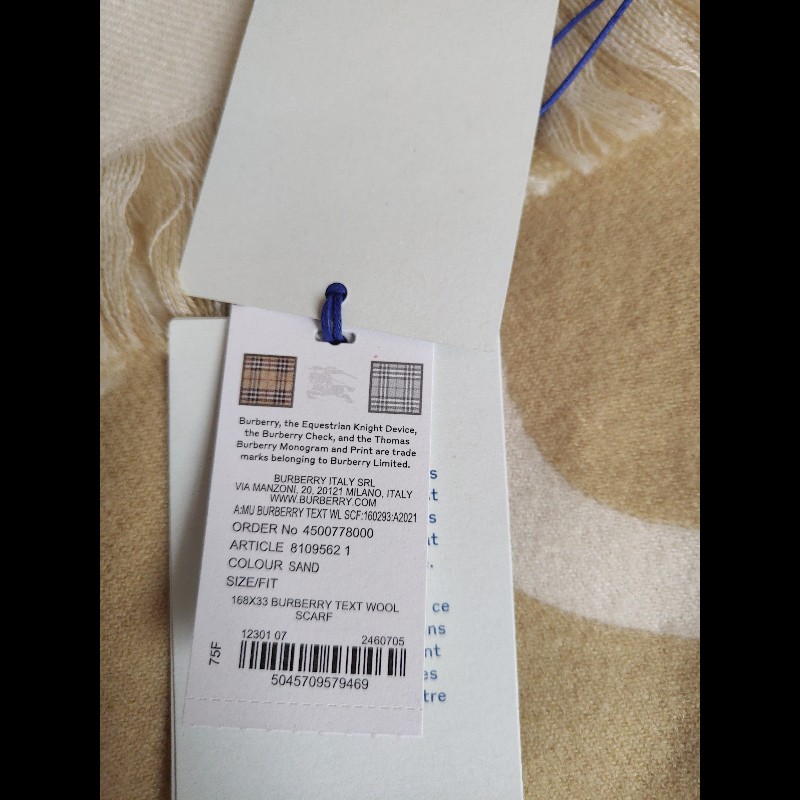 Burberry, the Equestrian Knight Device,
the Burberry Check, and the Thomas
Burberry Monogram and Print are trade
marks belonging to Burberry Limited.
BURBERRY ITALY SRL
VIA MANZONI, 20, 20121 MILANO, ITALY
WWW.BURBERRY.COM
A:MU BURBERRY TEXT WL SCF:160293:A2021
ORDER No 4500778000
ARTICLE 8109562 1
COLOUR SAND
SIZE/FIT
168X33 BURBERRY TEXT WOOL
SCARF
12301 07 2460705
75F
5045709579469